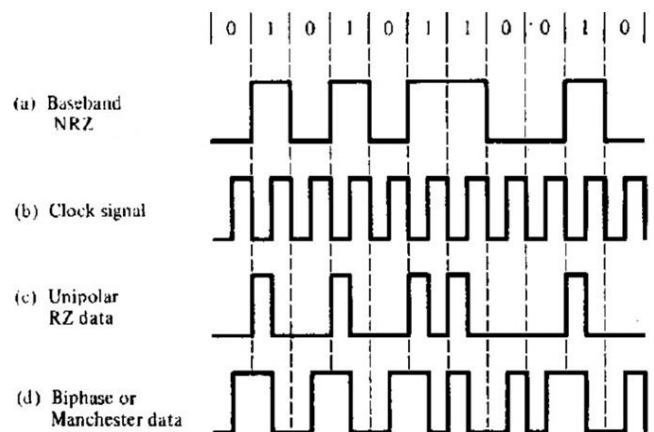 0 1 0 1 0 1 1 0 0 1 0
(a) Baseband
NRZ
(b) Clock signal
(c) Unipolar
RZ data
(d) Biphase or
Manchester data